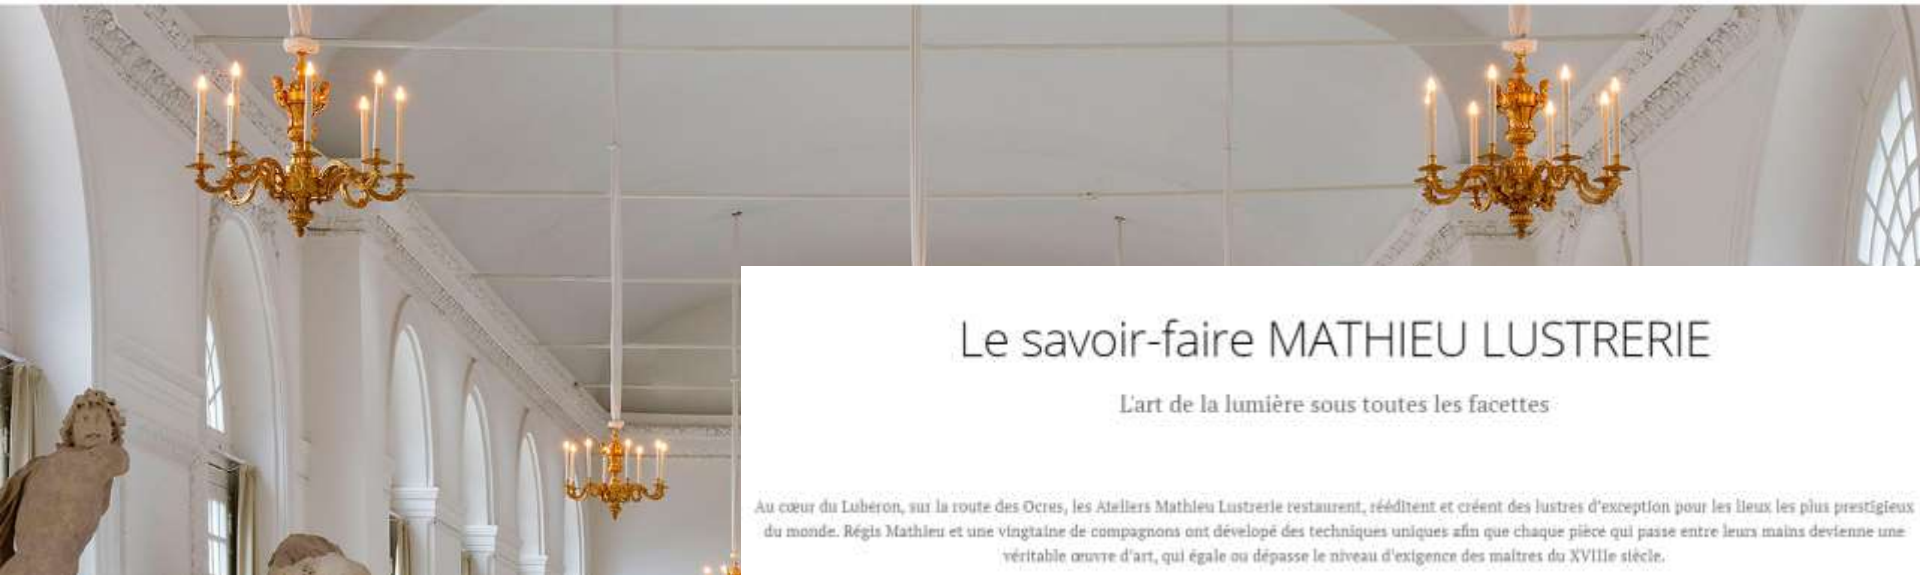 Le savoir-faire MATHIEU LUSTRERIE
L'art de la lumière sous toutes les facettes
Au cœur du Luberon, sur la route des Ocres, les Ateliers Mathieu Lustrerie restaurent, rééditent et créent des lustres d'exception pour les lieux les plus prestigieux
du monde. Régis Mathieu et une vingtaine de compagnons ont dévelopé des techniques uniques afin que chaque pièce qui passe entre leurs mains devienne une
véritable œuvre d'art, qui égale ou dépasse le niveau d'exigence des maîtres du XVIIIe siècle.